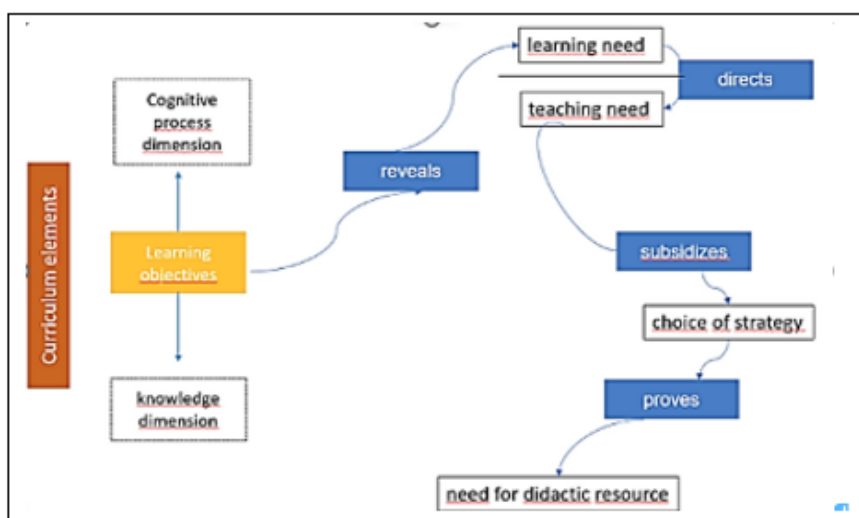 Curriculum elements
Cognitive
process
dimension
Learning
objectives
knowledge
dimension
reveals
learning need
directs
teaching need
subsidizes
choice of strategy
proves
need for didactic resource